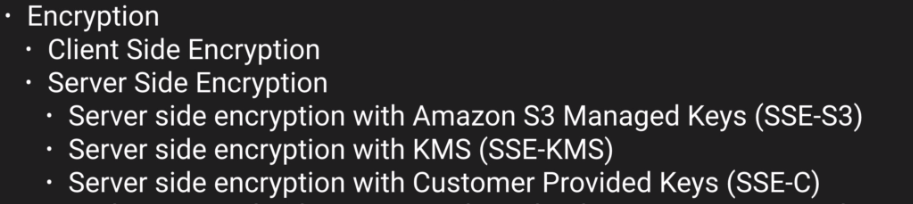 • Encryption
• Client Side Encryption
• Server Side Encryption
• Server side encryption with Amazon S3 Managed Keys (SSE-S3)
• Server side encryption with KMS (SSE-KMS)
• Server side encryption with Customer Provided Keys (SSE-C)